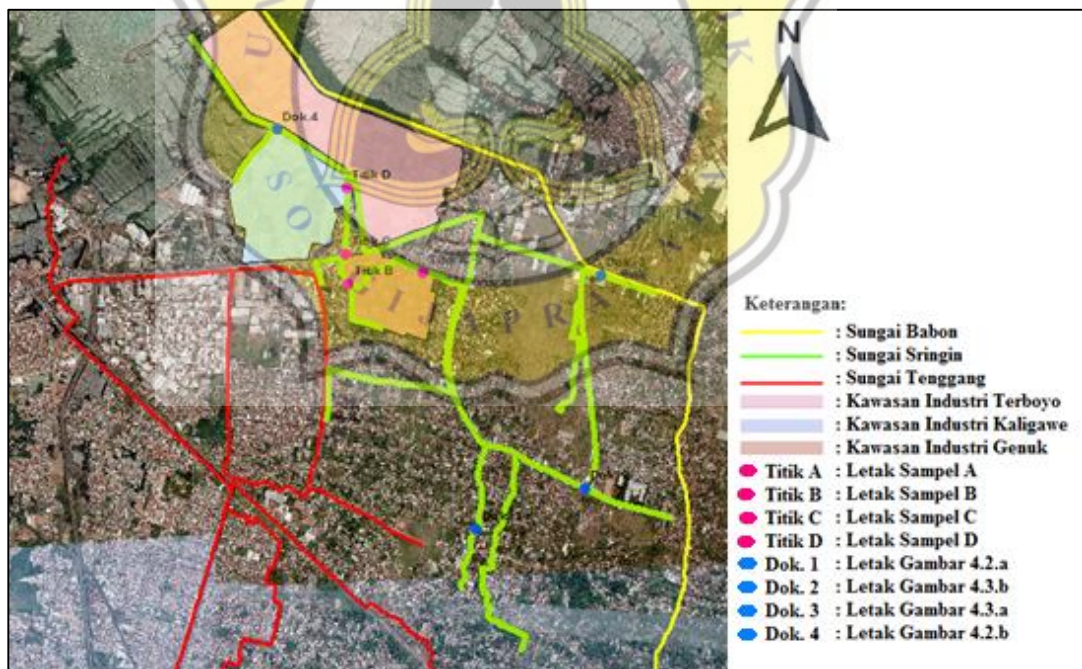 N
Dok.4
Titik D
Titik B
Keterangan:
: Sungai Babon
: Sungai Sringin
: Sungai Tenggang
: Kawasan Industri Terboyo
: Kawasan Industri Kaligawe
: Kawasan Industri Genuk
Titik A : Letak Sampel A
Titik B : Letak Sampel B
Titik C : Letak Sampel C
Titik D : Letak Sampel D
Dok. 1 : Letak Gambar 4.2.a
Dok. 2 : Letak Gambar 4.3.b
Dok. 3 : Letak Gambar 4.3.a
Dok. 4 : Letak Gambar 4.2.b